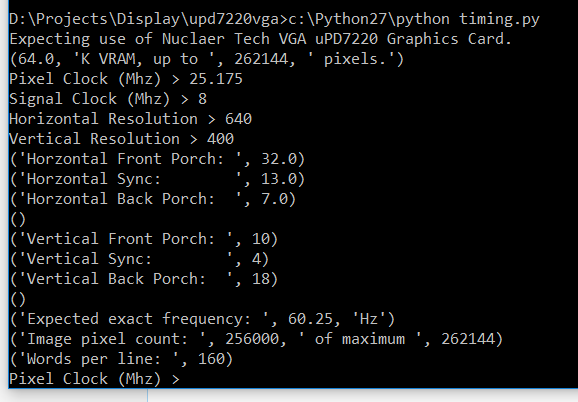 D:\Projects\Display\upd7220vga>c:\Python27\python timing.py
Expecting use of Nuclaer Tech VGA uPD7220 Graphics Card.
(64.0, 'K VRAM, up to ', 262144, ' pixels.')
Pixel Clock (Mhz) > 25.175
Signal Clock (Mhz) > 8
Horizontal Resolution > 640
Vertical Resolution > 400
('Horzontal Front Porch: ', 32.0)
('Horzontal Sync:        ', 13.0)
('Horzontal Back Porch:  ', 7.0)
()
('Vertical Front Porch: ', 10)
('Vertical Sync:        ', 4)
('Vertical Back Porch:  ', 18)
()
('Expected exact frequency: ', 60.25, 'Hz')
('Image pixel count: ', 256000, ' of maximum ', 262144)
('Words per line: ', 160)
Pixel Clock (Mhz) >